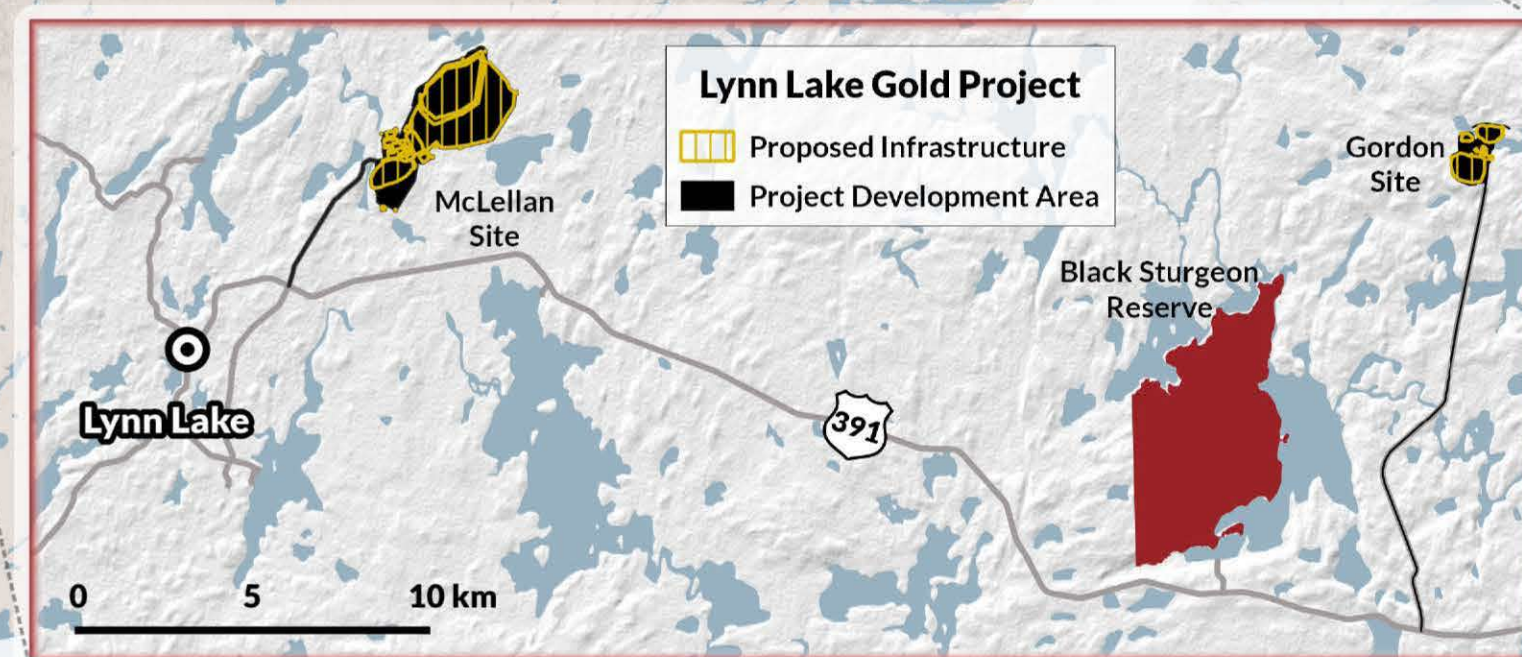 Lynn Lake Gold Project
Proposed Infrastructure
Project Development Area
McLellan
Site
Gordon
Site
Black Sturgeon
Reserve
391
Lynn Lake
0 5 10 km